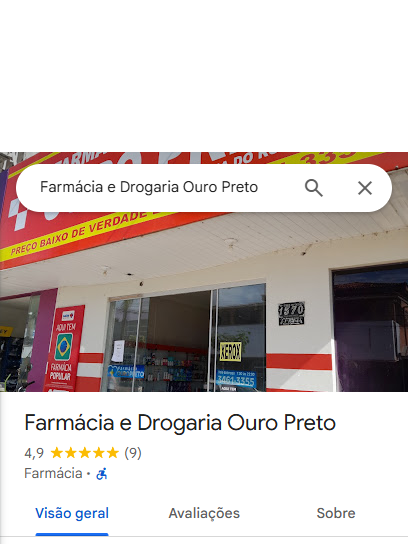 Farmácia e Drogaria Ouro Preto
PREÇO BAIXO DE VERDADE
AQUI TEM
FARMÁCIA
POPULAR
XEROX
3461 3355
1570
Farmácia e Drogaria Ouro Preto
4,9 (9)
Farmácia ·
Visão geral Avaliações Sobre